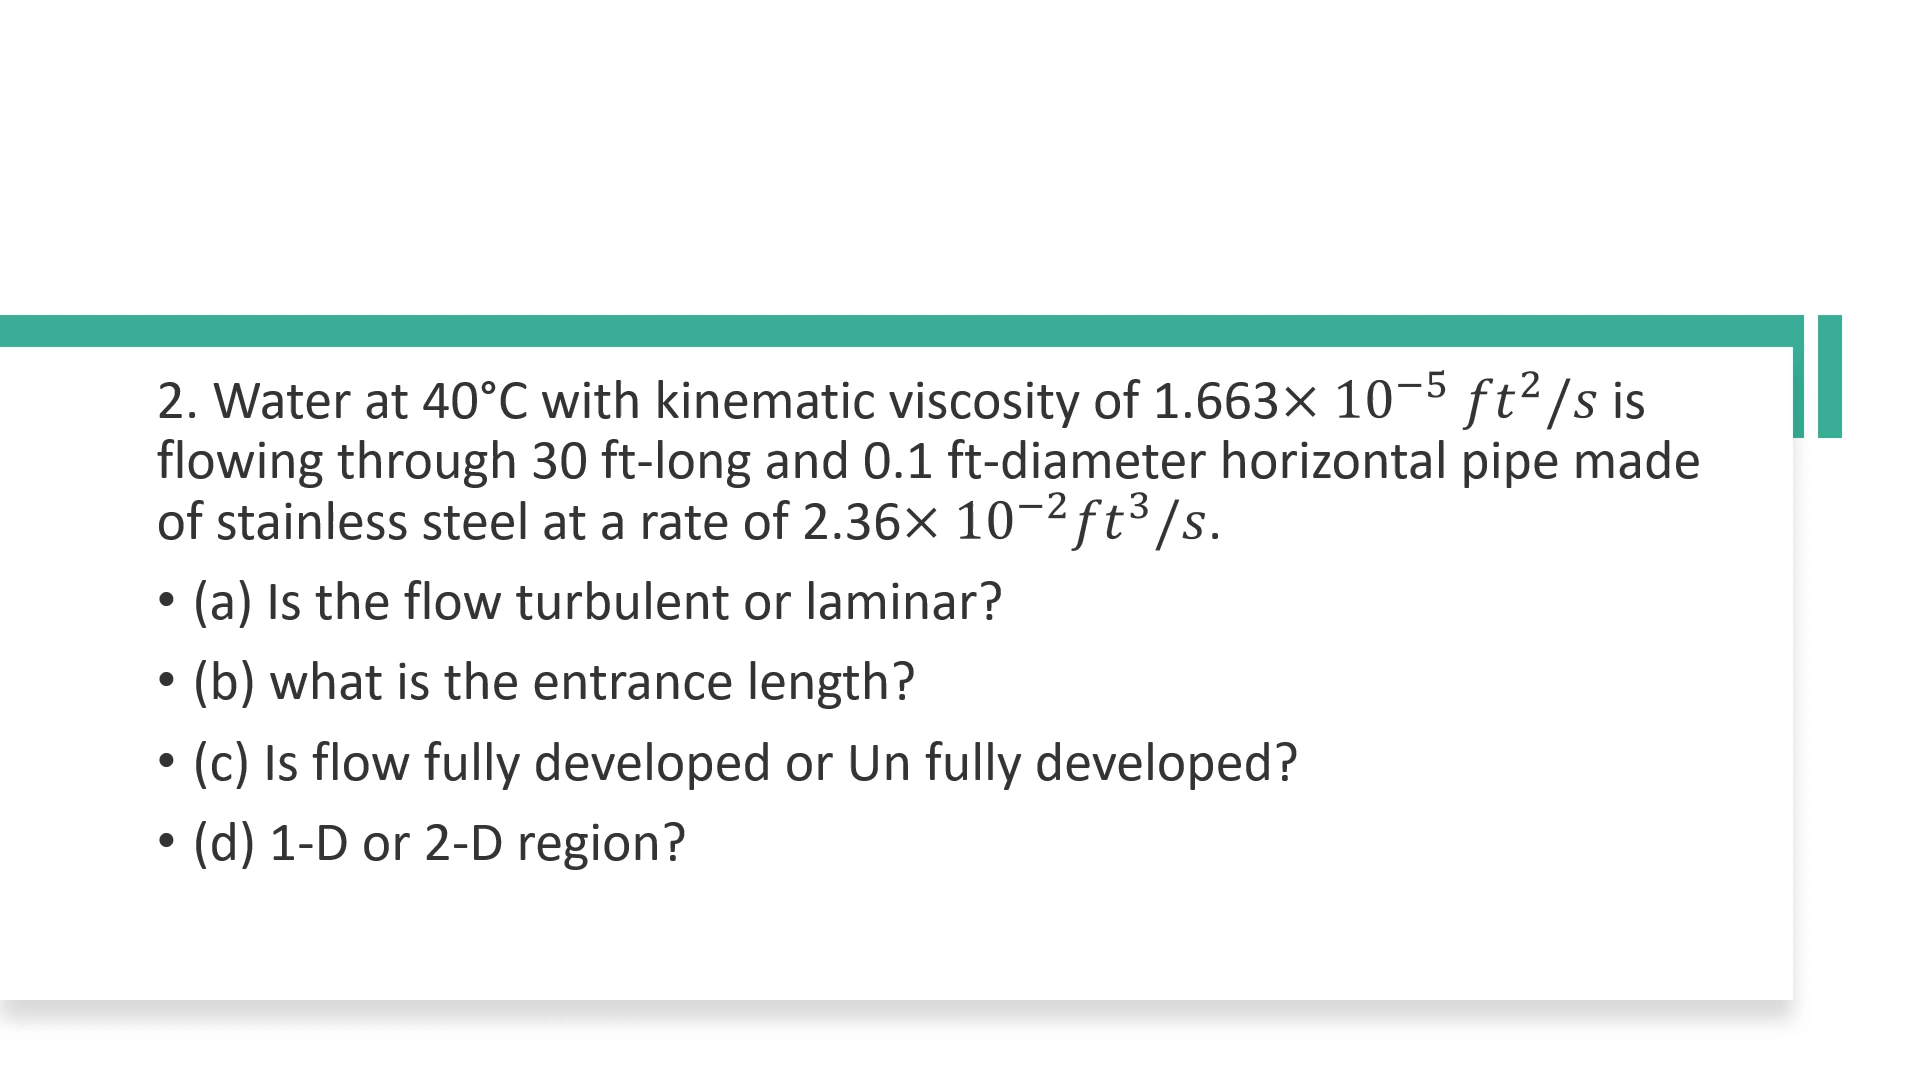 2. Water at 40°C with kinematic viscosity of 1.663× 10⁻⁵ ft²/s is
flowing through 30 ft-long and 0.1 ft-diameter horizontal pipe made
of stainless steel at a rate of 2.36× 10⁻²ft³/s.
• (a) Is the flow turbulent or laminar?
• (b) what is the entrance length?
• (c) Is flow fully developed or Un fully developed?
• (d) 1-D or 2-D region?